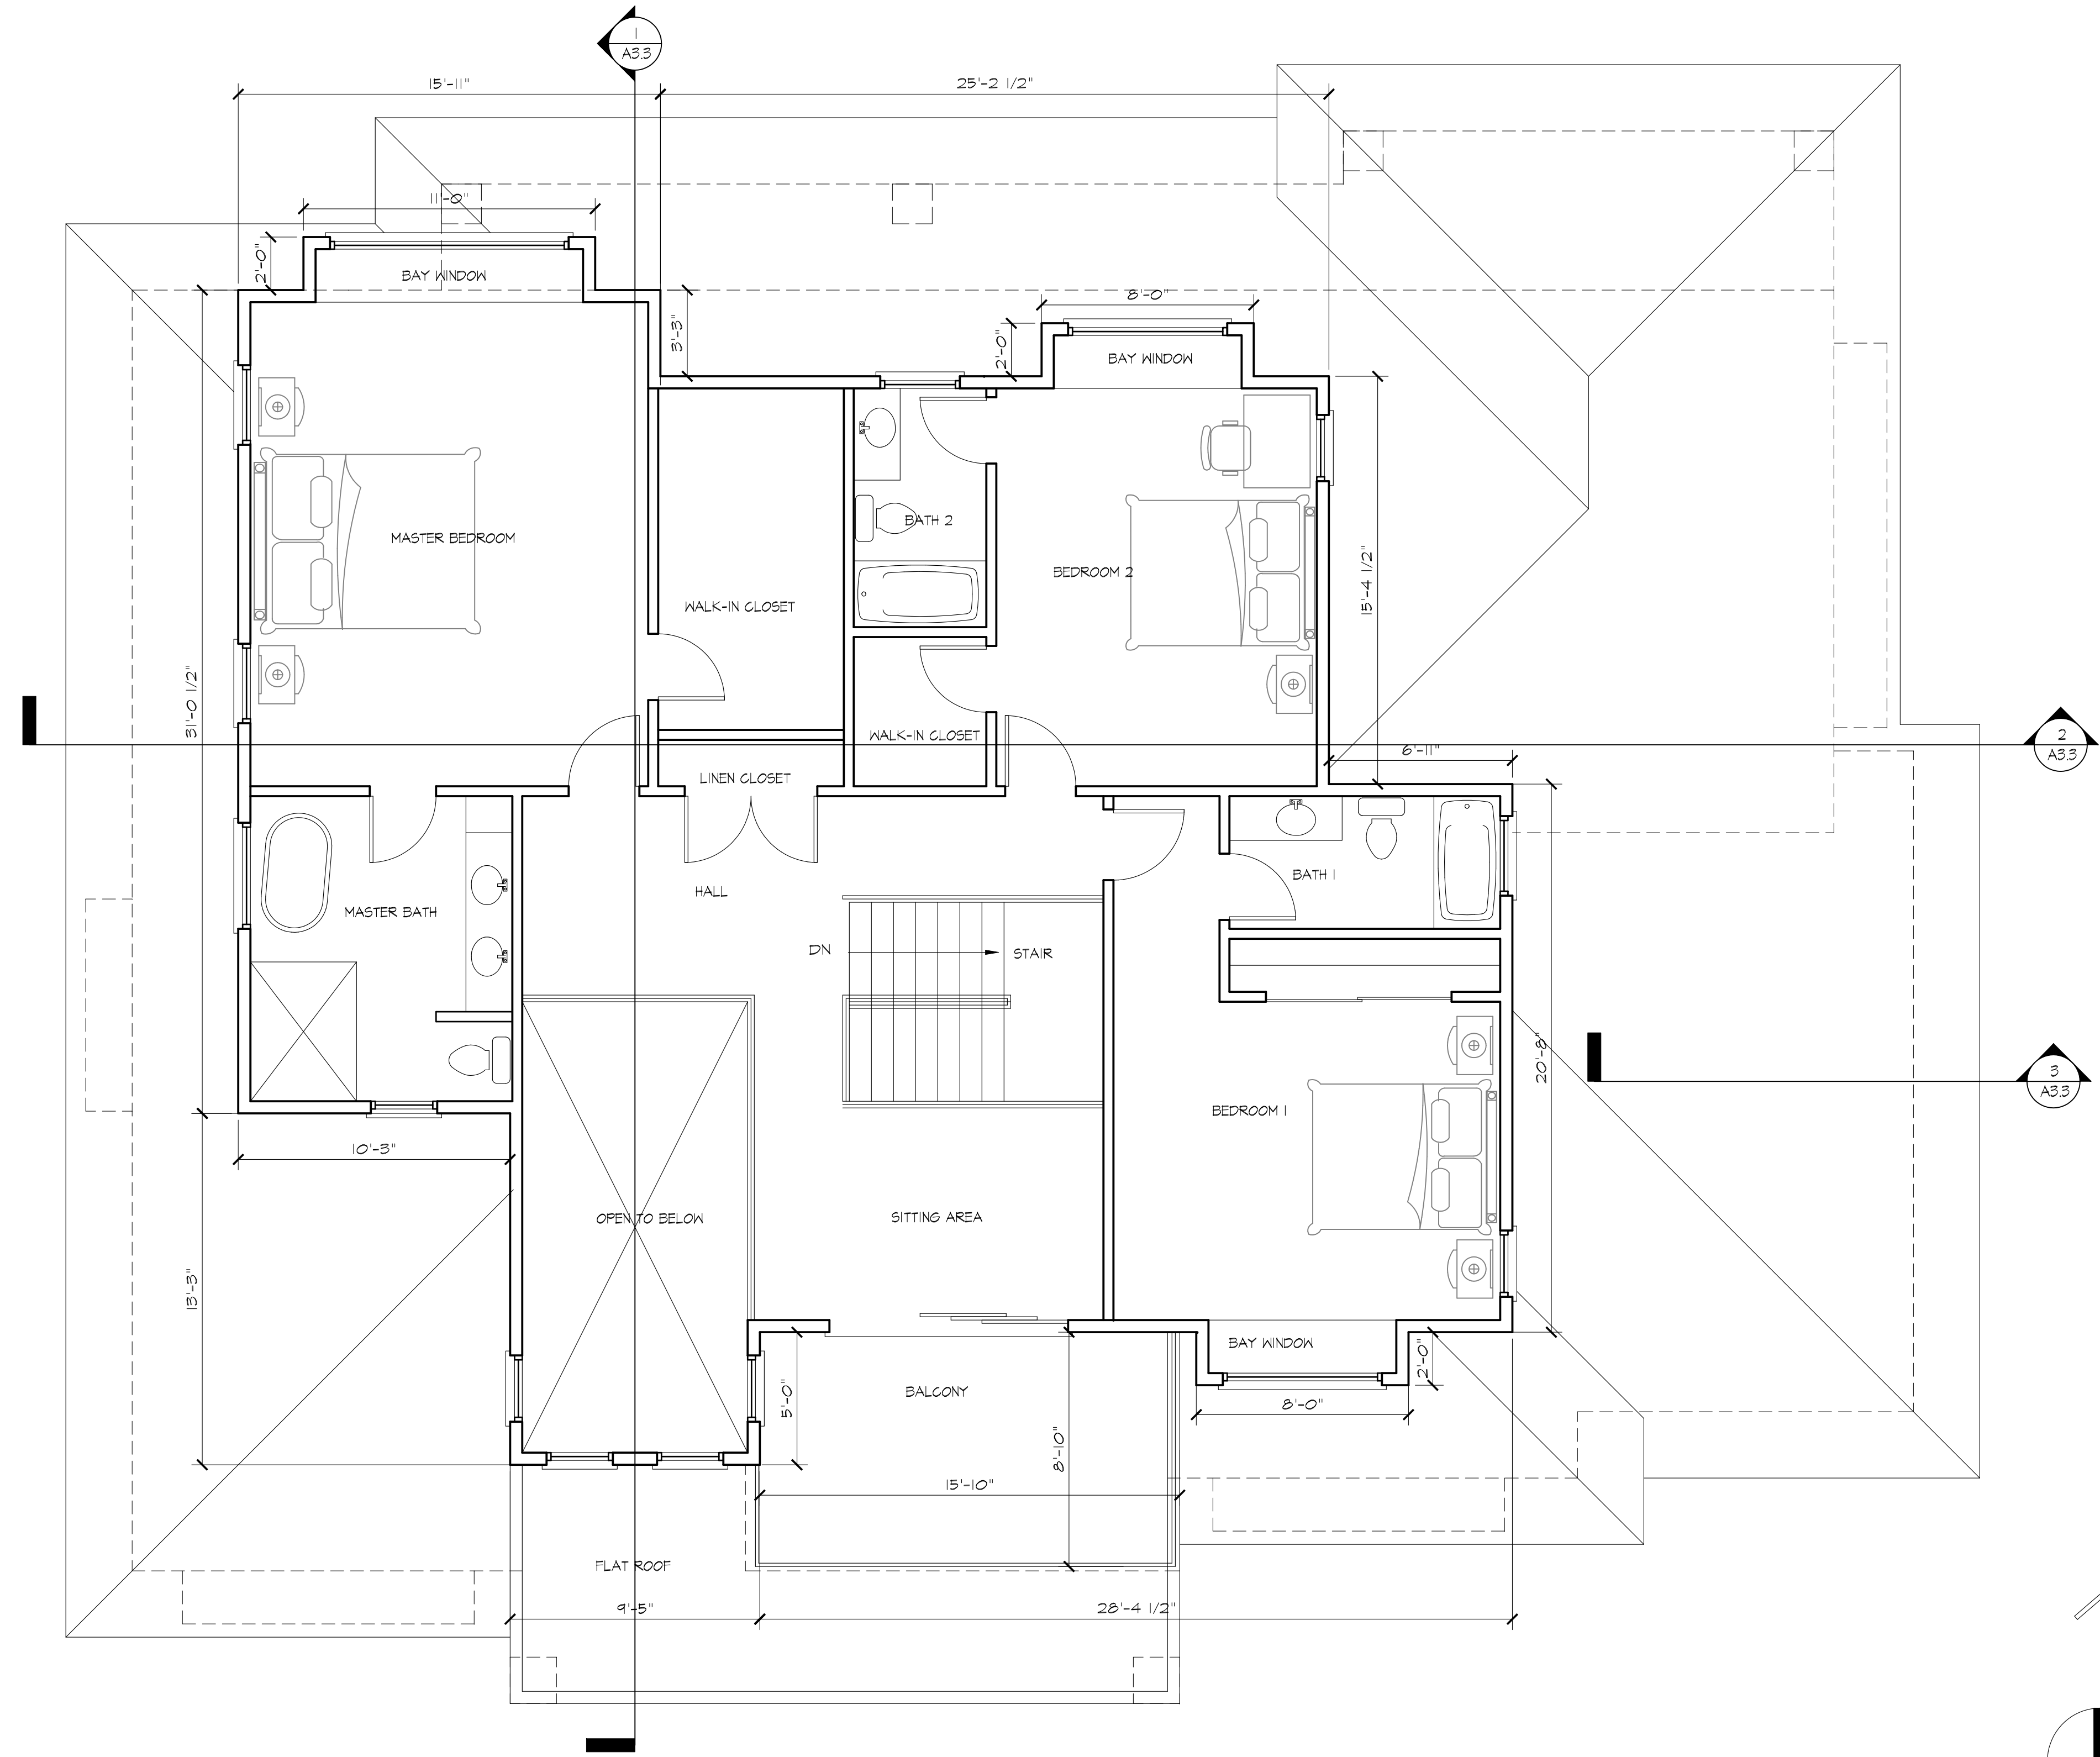 1
A3.3
15'-11"
25'-2 1/2"
11'-0"
2'-0"
BAY WINDOW
3'-3"
8'-0"
2'-0"
BAY WINDOW
BATH 2
MASTER BEDROOM
BEDROOM 2
15'-4 1/2"
WALK-IN CLOSET
31'-0 1/2"
WALK-IN CLOSET
2
A3.3
6'-11"
LINEN CLOSET
BATH 1
HALL
MASTER BATH
DN
STAIR
20'-8"
3
A3.3
BEDROOM 1
10'-3"
OPEN TO BELOW
SITTING AREA
13'-3"
BAY WINDOW
2'-0"
5'-0"
BALCONY
8'-0"
8'-10"
15'-10"
FLAT ROOF
9'-5"
28'-4 1/2"